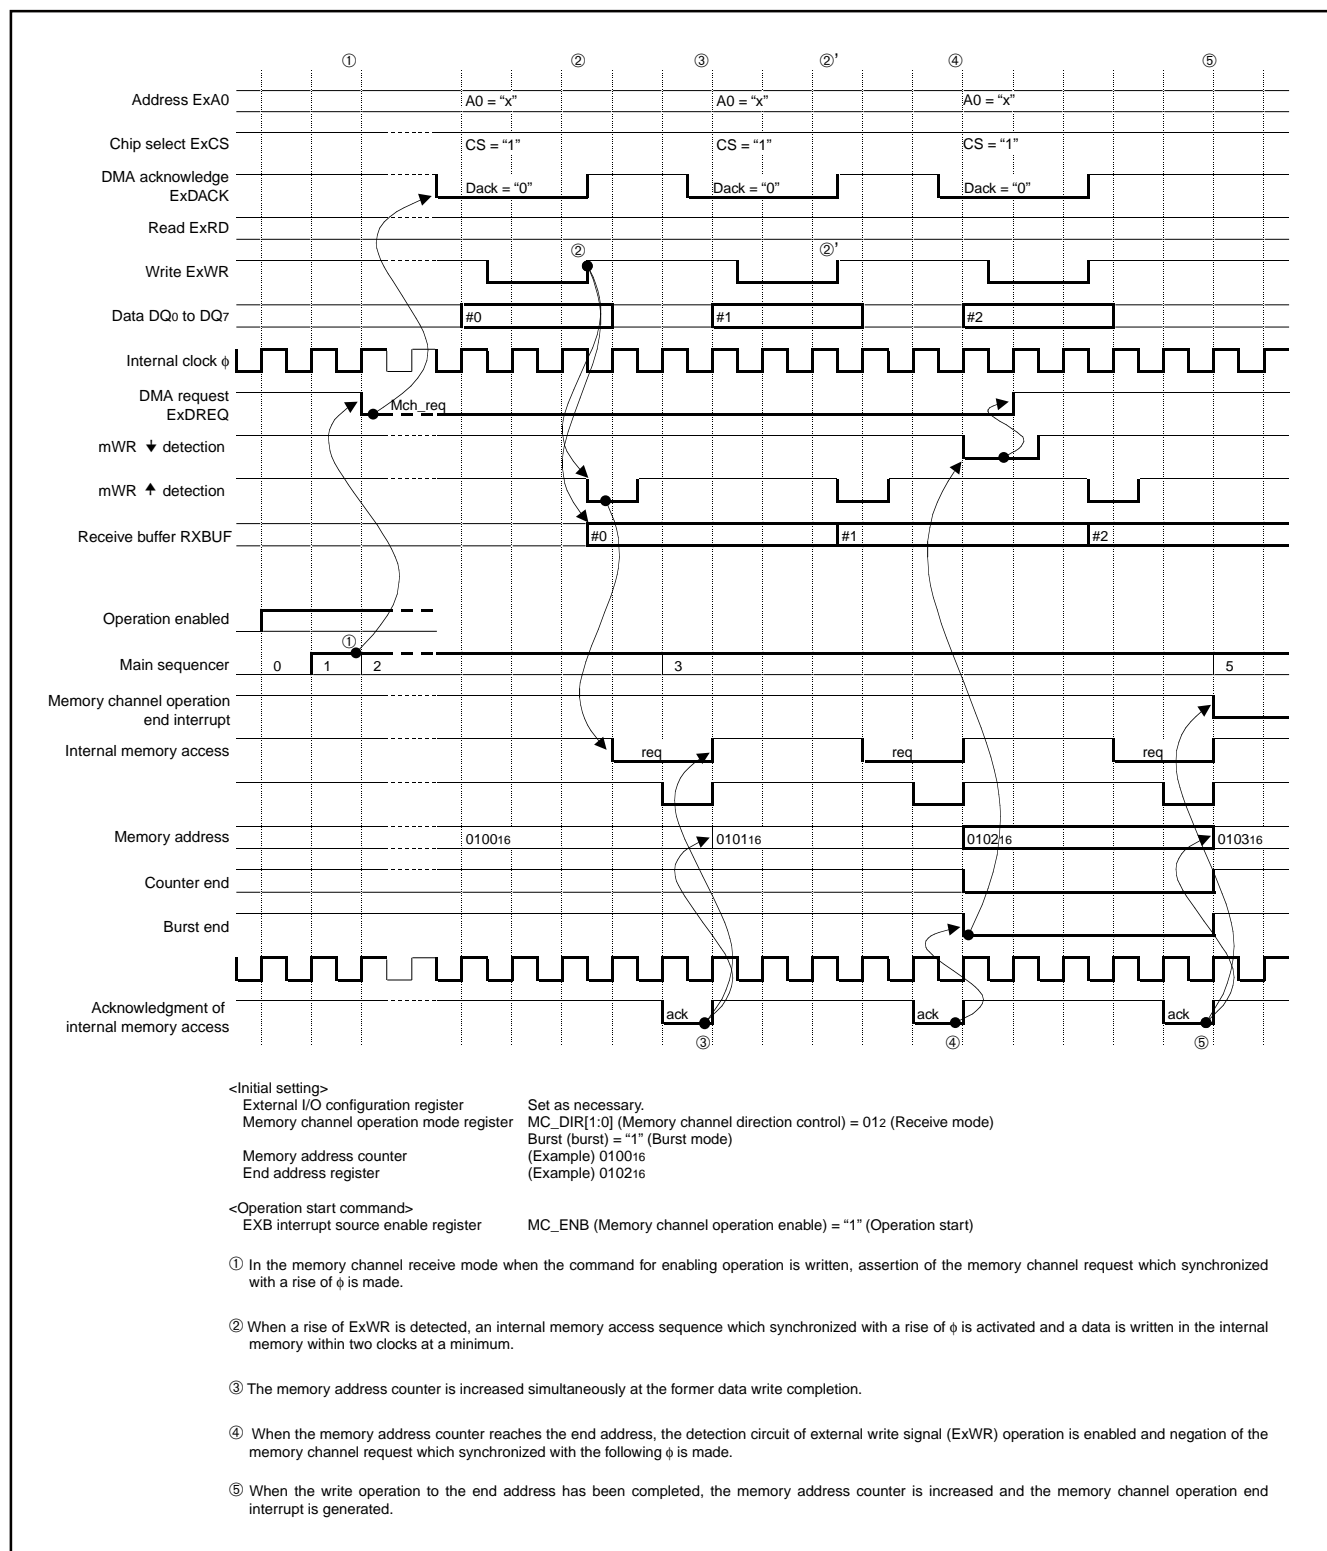 ① ② ③ ②’ ④ ⑤
Address ExA0 A0 = “x” A0 = “x” A0 = “x”
Chip select ExCS CS = “1” CS = “1” CS = “1”
DMA acknowledge
ExDACK Dack = “0” Dack = “0” Dack = “0”
Read ExRD
② ②’
Write ExWR
Data DQ0 to DQ7 #0 #1 #2
Internal clock ϕ
DMA request
ExDREQ Mch_req
mWR ↓ detection
mWR ↑ detection
Receive buffer RXBUF #0 #1 #2
Operation enabled
①
Main sequencer 0 1 2 3 5
Memory channel operation
end interrupt
Internal memory access req req req
Memory address 010016 010116 010216 010316
Counter end
Burst end
Acknowledgment of
internal memory access ack ack ack
③ ④ ⑤
<Initial setting>
External I/O configuration register Set as necessary.
Memory channel operation mode register MC_DIR[1:0] (Memory channel direction control) = 012 (Receive mode)
Burst (burst) = “1” (Burst mode)
Memory address counter (Example) 010016
End address register (Example) 010216
<Operation start command>
EXB interrupt source enable register MC_ENB (Memory channel operation enable) = “1” (Operation start)
① In the memory channel receive mode when the command for enabling operation is written, assertion of the memory channel request which synchronized
with a rise of ϕ is made.
② When a rise of ExWR is detected, an internal memory access sequence which synchronized with a rise of ϕ is activated and a data is written in the internal
memory within two clocks at a minimum.
③ The memory address counter is increased simultaneously at the former data write completion.
④ When the memory address counter reaches the end address, the detection circuit of external write signal (ExWR) operation is enabled and negation of the
memory channel request which synchronized with the following ϕ is made.
⑤ When the write operation to the end address has been completed, the memory address counter is increased and the memory channel operation end
interrupt is generated.